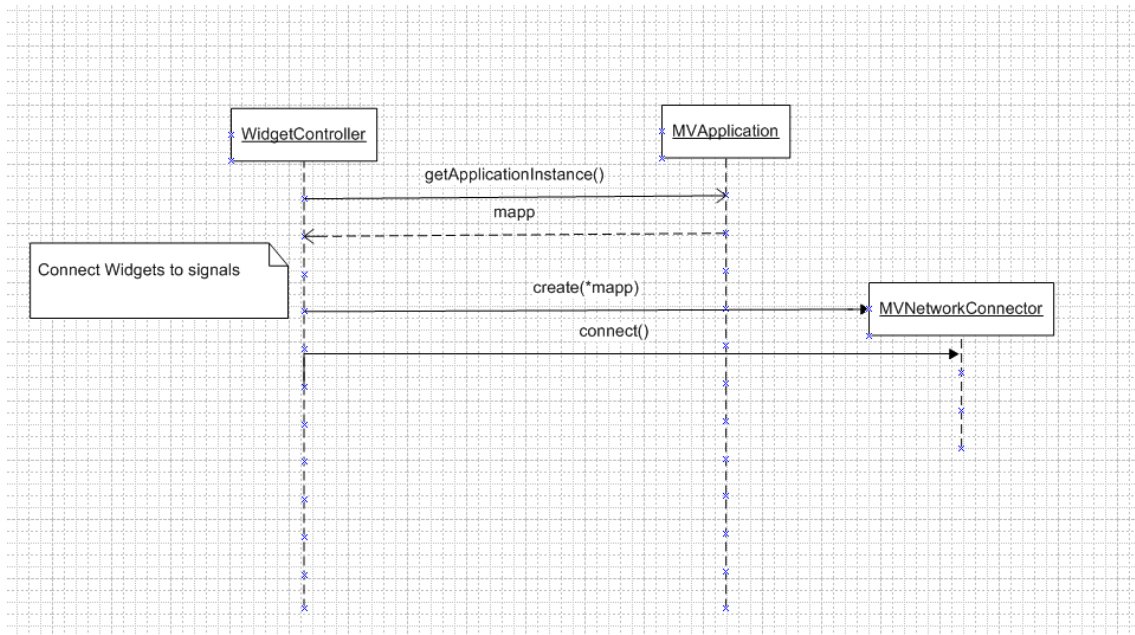 WidgetController
MVApplication
getApplicationInstance()
mapp
Connect Widgets to signals
create(*mapp)
MVNetworkConnector
connect()